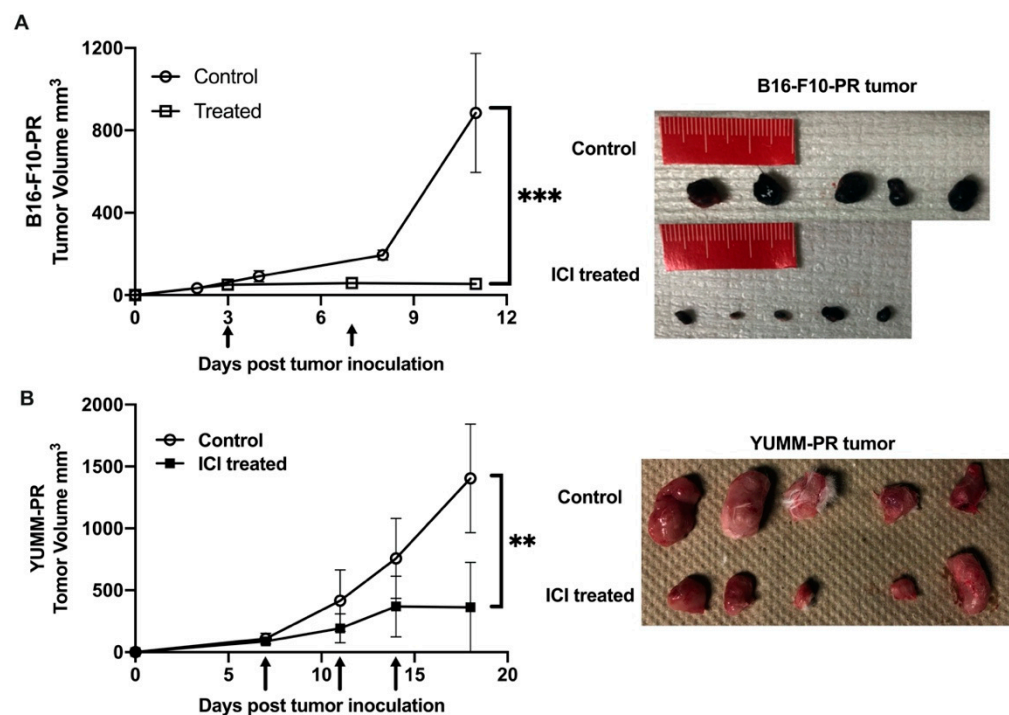 A
B16-F10-PR
Tumor Volume mm³
1200
800
400
0
Control
Treated
***
0
3
6
9
12
Days post tumor inoculation
B16-F10-PR tumor
Control
ICI treated
B
YUMM-PR
Tomor Volume mm³
2000
1500
1000
500
0
Control
ICI treated
**
0
5
10
15
20
Days post tumor inoculation
YUMM-PR tumor
Control
ICI treated